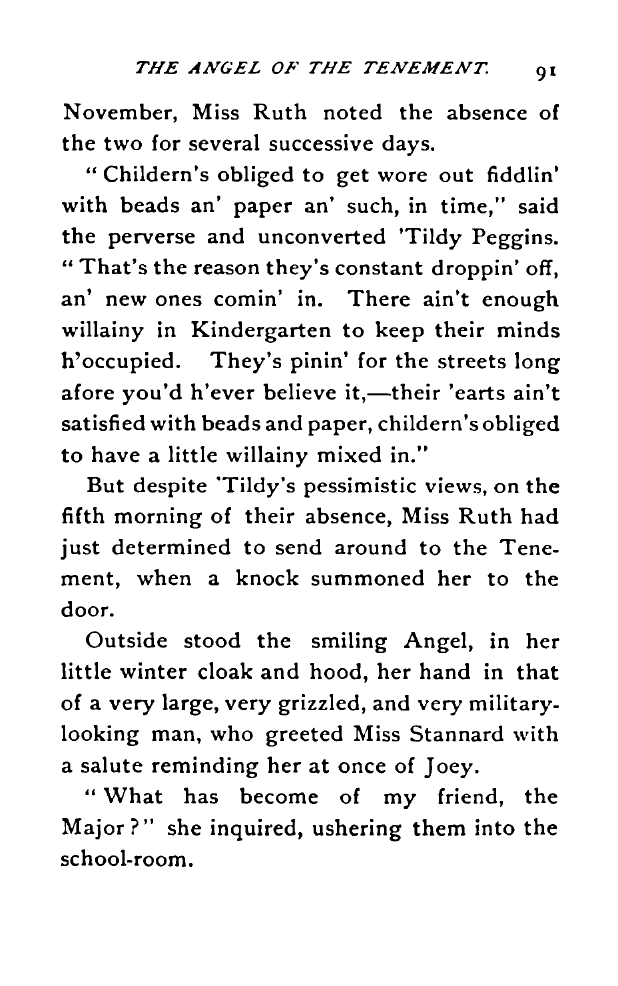 THE ANGEL OF THE TENEMENT. 91
November, Miss Ruth noted the absence of
the two for several successive days.
“ Childern's obliged to get wore out fiddlin'
with beads an' paper an' such, in time,” said
the perverse and unconverted 'Tildy Peggins.
“ That's the reason they's constant droppin' off,
an' new ones comin' in. There ain't enough
willainy in Kindergarten to keep their minds
h'occupied. They's pinin' for the streets long
afore you'd h'ever believe it,—their 'earts ain't
satisfied with beads and paper, childern's obliged
to have a little willainy mixed in.”
But despite 'Tildy's pessimistic views, on the
fifth morning of their absence, Miss Ruth had
just determined to send around to the Tene-
ment, when a knock summoned her to the
door.
Outside stood the smiling Angel, in her
little winter cloak and hood, her hand in that
of a very large, very grizzled, and very military-
looking man, who greeted Miss Stannard with
a salute reminding her at once of Joey.
“ What has become of my friend, the
Major ?” she inquired, ushering them into the
school-room.